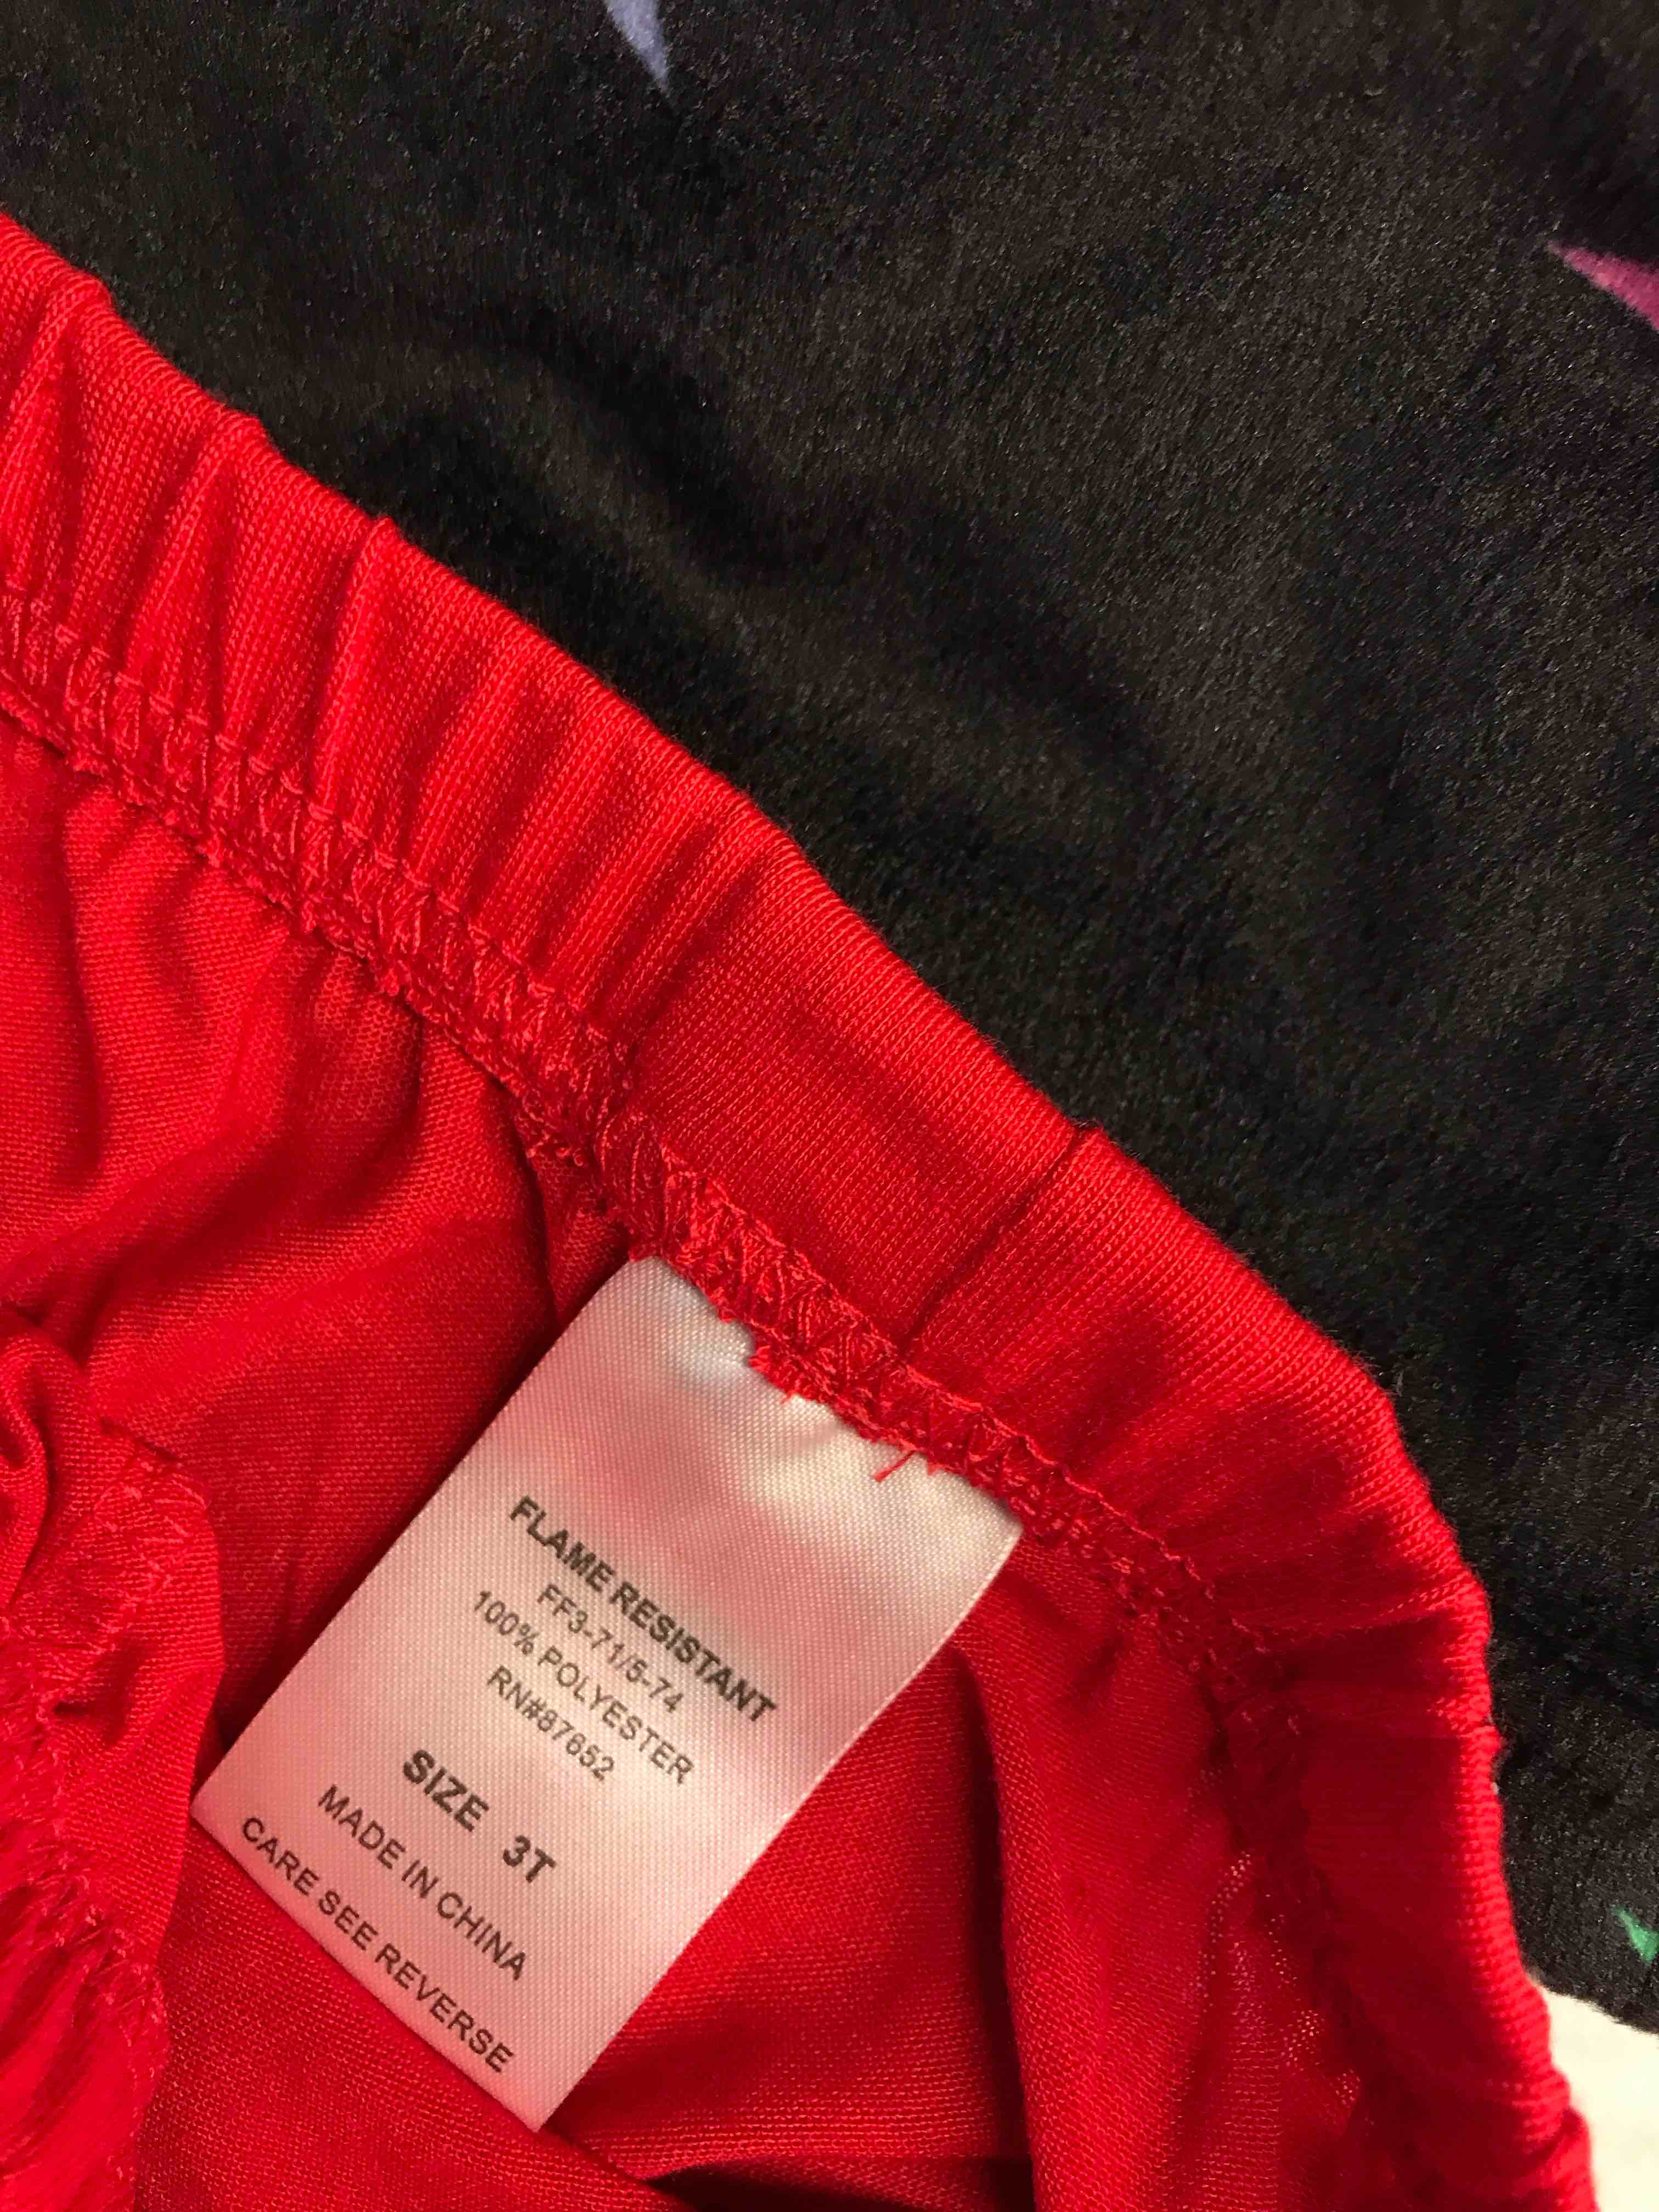 FLAME RESISTANT
FF3-71/5-74
100% POLYESTER
RN#87652
SIZE 3T
MADE IN CHINA
CARE SEE REVERSE